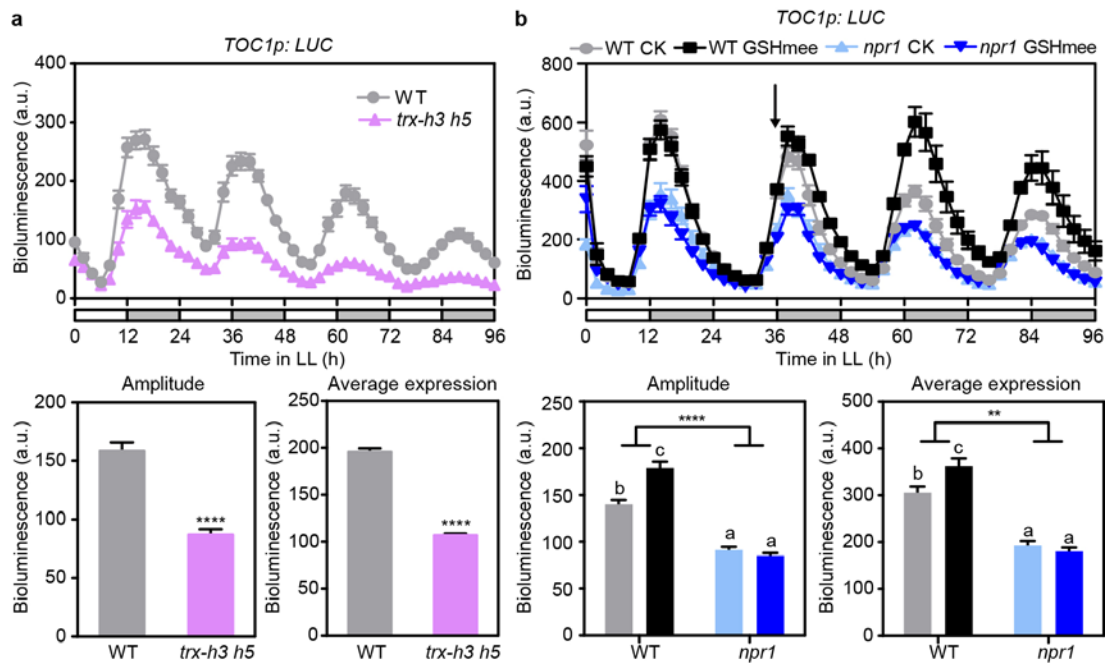 a
TOC1p: LUC
WT
trx-h3 h5
Bioluminescence (a.u.)
400
300
200
100
0
0 12 24 36 48 60 72 84 96
Time in LL (h)
Amplitude
Bioluminescence (a.u.)
200
150
100
50
0
****
WT trx-h3 h5
Average expression
Bioluminescence (a.u.)
250
200
150
100
50
0
****
WT trx-h3 h5
b
TOC1p: LUC
WT CK WT GSHmee npr1 CK npr1 GSHmee
Bioluminescence (a.u.)
800
600
400
200
0
0 12 24 36 48 60 72 84 96
Time in LL (h)
Amplitude
Bioluminescence (a.u.)
250
200
150
100
50
0
****
b c a a
WT npr1
Average expression
Bioluminescence (a.u.)
500
400
300
200
100
0
**
b c a a
WT npr1